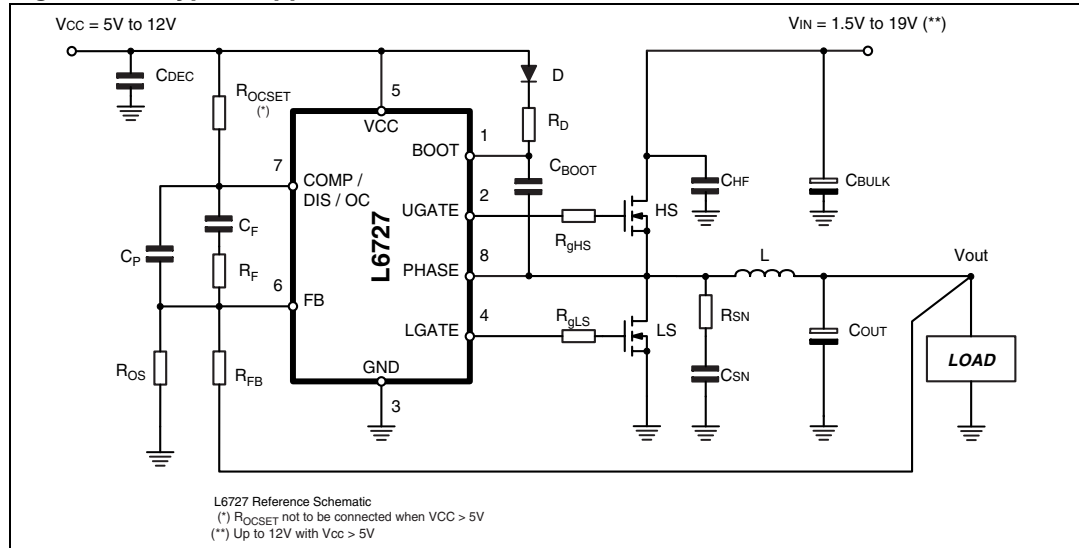 VCC = 5V to 12V
VIN = 1.5V to 19V (**)
CDEC
ROCSET
(*)
5
VCC
D
RD
1
BOOT
CBOOT
CHF
CBULK
7
COMP /
DIS / OC
2
UGATE
HS
RgHS
CF
CP
RF
L6727
8
PHASE
L
Vout
6
FB
4
LGATE
RgLS
LS
RSN
COUT
ROS
RFB
GND
3
CSN
LOAD
L6727 Reference Schematic
(*) ROCSET not to be connected when VCC > 5V
(**) Up to 12V with Vcc > 5V